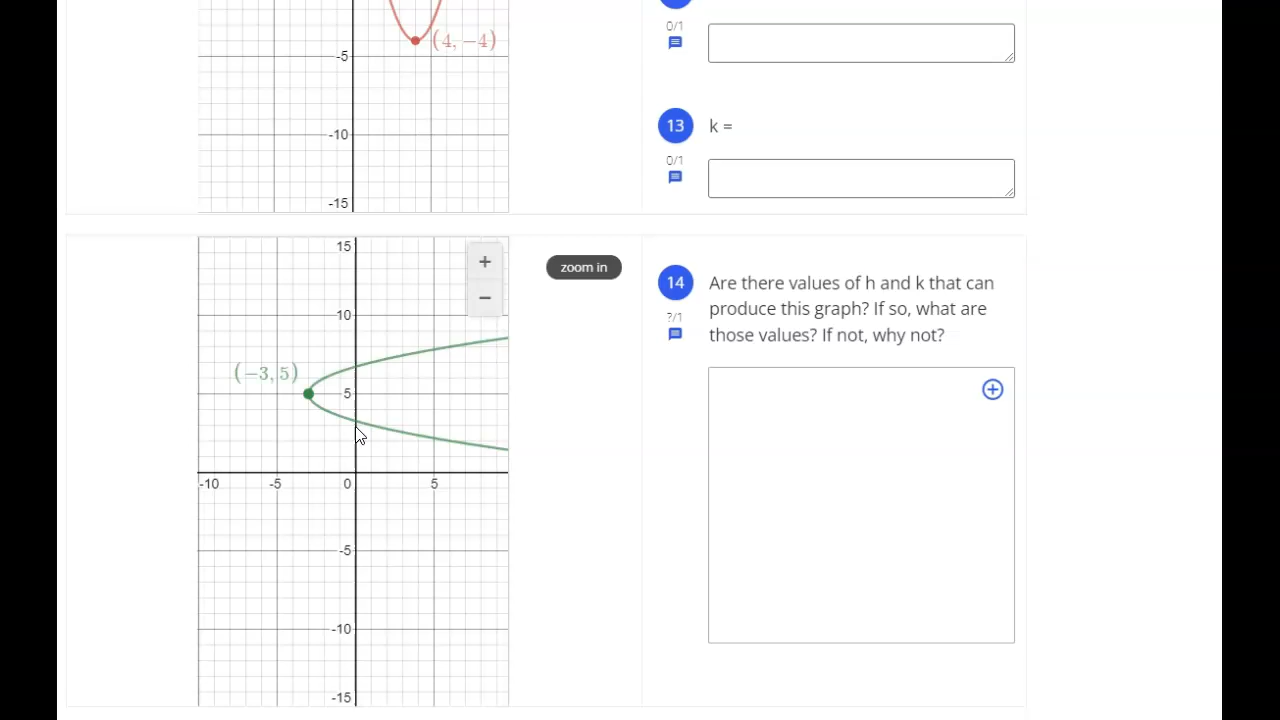 (4, −4)
-5
-10
-15
0/1
13 k =
0/1
15
10
5
-10 -5 0 5
-5
-10
-15
(−3, 5)
+
−
zoom in
14 Are there values of h and k that can
?/1 produce this graph? If so, what are
those values? If not, why not?